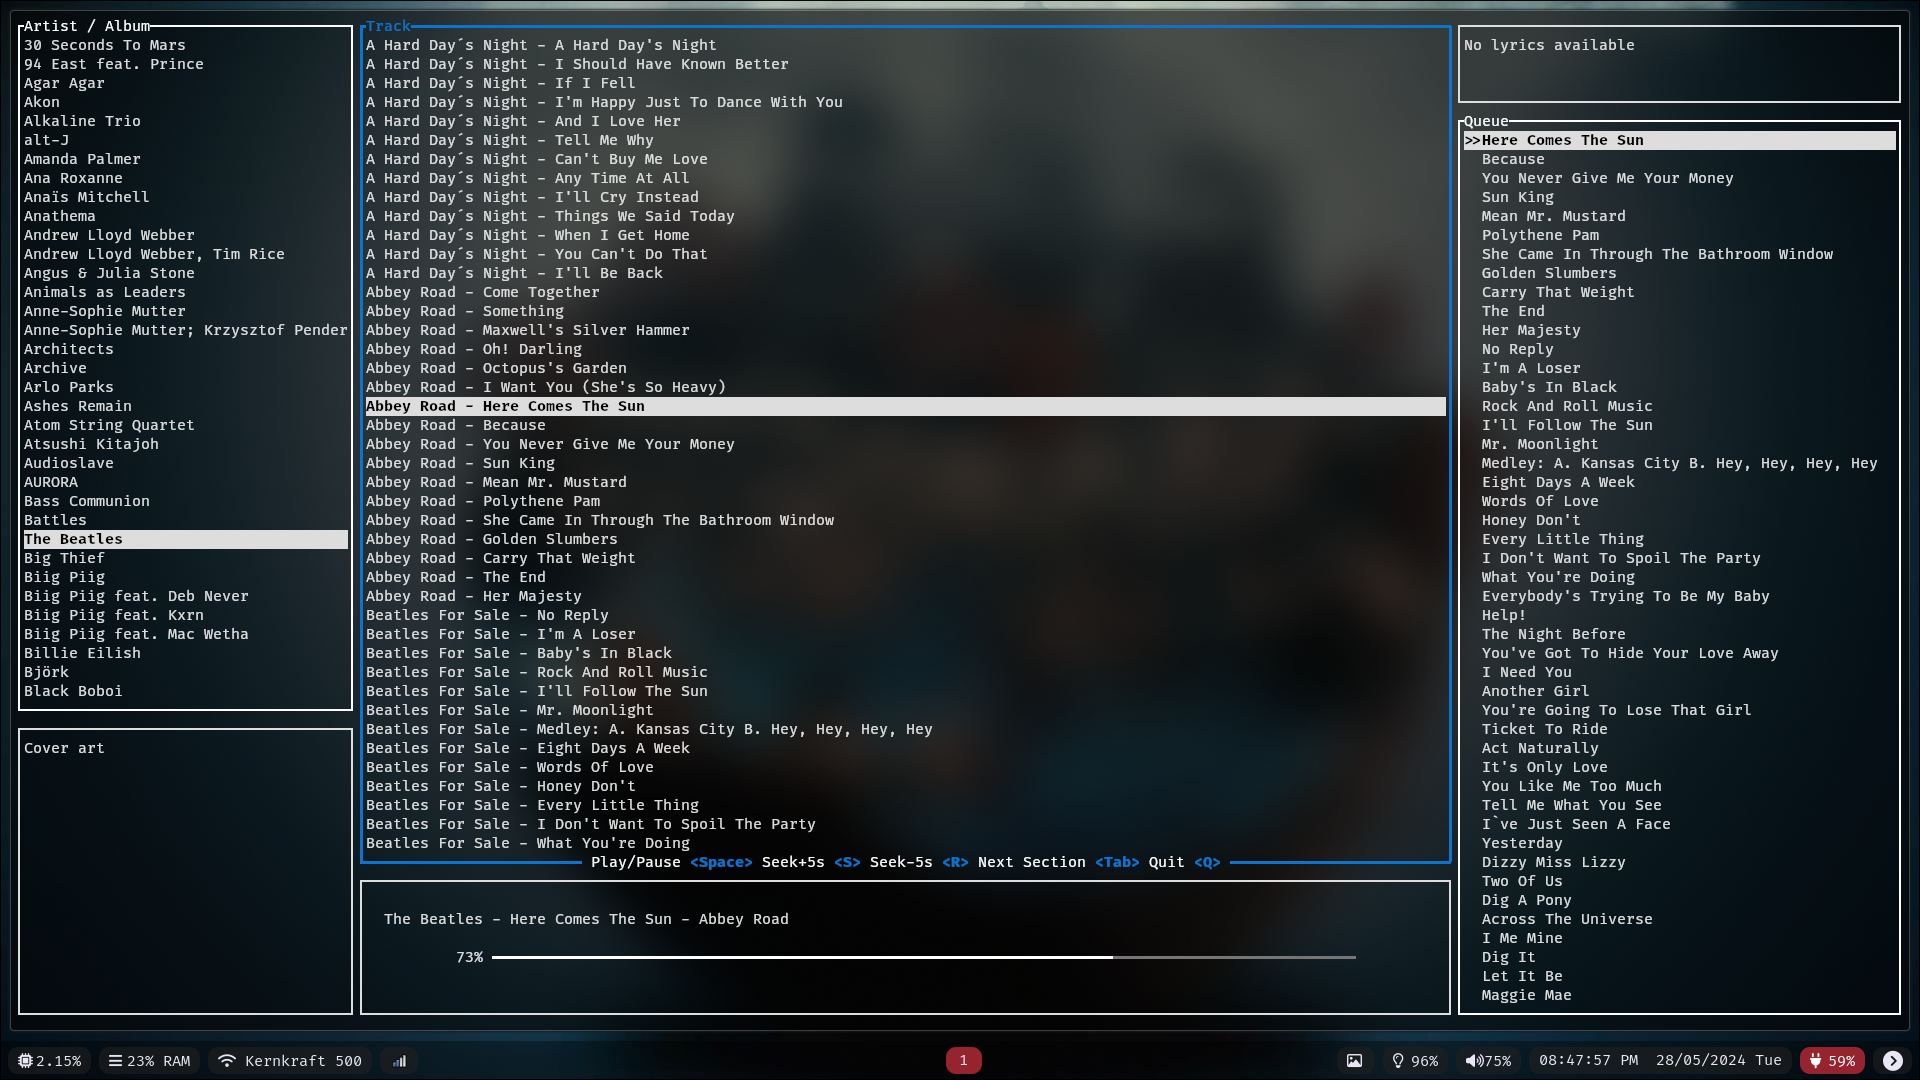 Artist / Album
30 Seconds To Mars
94 East feat. Prince
Agar Agar
Akon
Alkaline Trio
alt-J
Amanda Palmer
Ana Roxanne
Anaïs Mitchell
Anathema
Andrew Lloyd Webber
Andrew Lloyd Webber, Tim Rice
Angus & Julia Stone
Animals as Leaders
Anne-Sophie Mutter
Anne-Sophie Mutter; Krzysztof Pender
Architects
Archive
Arlo Parks
Ashes Remain
Atom String Quartet
Atsushi Kitajoh
Audioslave
AURORA
Bass Communion
Battles
The Beatles
Big Thief
Biig Piig
Biig Piig feat. Deb Never
Biig Piig feat. Kxrn
Biig Piig feat. Mac Wetha
Billie Eilish
Björk
Black Boboi
Cover art
Track
A Hard Day´s Night - A Hard Day's Night
A Hard Day´s Night - I Should Have Known Better
A Hard Day´s Night - If I Fell
A Hard Day´s Night - I'm Happy Just To Dance With You
A Hard Day´s Night - And I Love Her
A Hard Day´s Night - Tell Me Why
A Hard Day´s Night - Can't Buy Me Love
A Hard Day´s Night - Any Time At All
A Hard Day´s Night - I'll Cry Instead
A Hard Day´s Night - Things We Said Today
A Hard Day´s Night - When I Get Home
A Hard Day´s Night - You Can't Do That
A Hard Day´s Night - I'll Be Back
Abbey Road - Come Together
Abbey Road - Something
Abbey Road - Maxwell's Silver Hammer
Abbey Road - Oh! Darling
Abbey Road - Octopus's Garden
Abbey Road - I Want You (She's So Heavy)
Abbey Road - Here Comes The Sun
Abbey Road - Because
Abbey Road - You Never Give Me Your Money
Abbey Road - Sun King
Abbey Road - Mean Mr. Mustard
Abbey Road - Polythene Pam
Abbey Road - She Came In Through The Bathroom Window
Abbey Road - Golden Slumbers
Abbey Road - Carry That Weight
Abbey Road - The End
Abbey Road - Her Majesty
Beatles For Sale - No Reply
Beatles For Sale - I'm A Loser
Beatles For Sale - Baby's In Black
Beatles For Sale - Rock And Roll Music
Beatles For Sale - I'll Follow The Sun
Beatles For Sale - Mr. Moonlight
Beatles For Sale - Medley: A. Kansas City B. Hey, Hey, Hey, Hey
Beatles For Sale - Eight Days A Week
Beatles For Sale - Words Of Love
Beatles For Sale - Honey Don't
Beatles For Sale - Every Little Thing
Beatles For Sale - I Don't Want To Spoil The Party
Beatles For Sale - What You're Doing
Play/Pause <Space> Seek+5s <S> Seek-5s <R> Next Section <Tab> Quit <Q>
The Beatles - Here Comes The Sun - Abbey Road
73%
No lyrics available
Queue
>>Here Comes The Sun
Because
You Never Give Me Your Money
Sun King
Mean Mr. Mustard
Polythene Pam
She Came In Through The Bathroom Window
Golden Slumbers
Carry That Weight
The End
Her Majesty
No Reply
I'm A Loser
Baby's In Black
Rock And Roll Music
I'll Follow The Sun
Mr. Moonlight
Medley: A. Kansas City B. Hey, Hey, Hey, Hey
Eight Days A Week
Words Of Love
Honey Don't
Every Little Thing
I Don't Want To Spoil The Party
What You're Doing
Everybody's Trying To Be My Baby
Help!
The Night Before
You've Got To Hide Your Love Away
I Need You
Another Girl
You're Going To Lose That Girl
Ticket To Ride
Act Naturally
It's Only Love
You Like Me Too Much
Tell Me What You See
I`ve Just Seen A Face
Yesterday
Dizzy Miss Lizzy
Two Of Us
Dig A Pony
Across The Universe
I Me Mine
Dig It
Let It Be
Maggie Mae
2.15% 23% RAM Kernkraft 500 1 96% 75% 08:47:57 PM 28/05/2024 Tue 59%